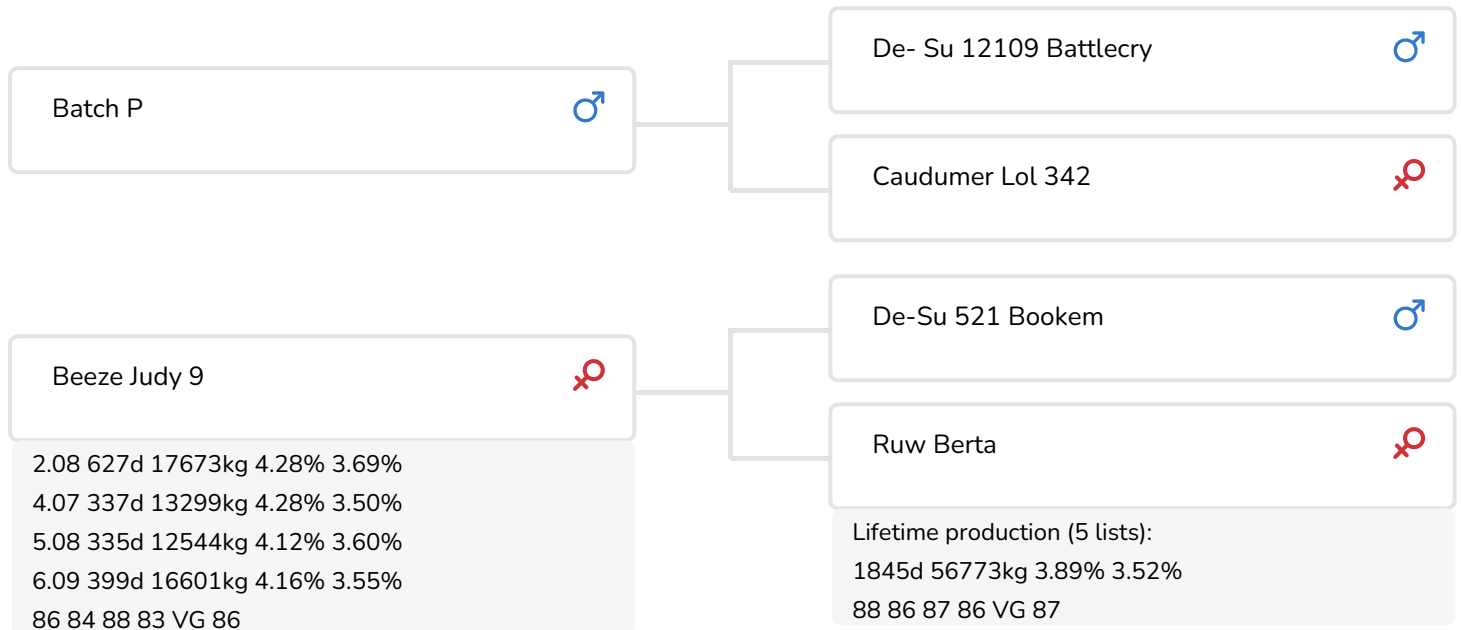 De- Su 12109 Battlecry
Batch P
Caudumer Lol 342
De-Su 521 Bookem
Beeze Judy 9
2.08 627d 17673kg 4.28% 3.69%
4.07 337d 13299kg 4.28% 3.50%
5.08 335d 12544kg 4.12% 3.60%
6.09 399d 16601kg 4.16% 3.55%
86 84 88 83 VG 86
Ruw Berta
Lifetime production (5 lists):
1845d 56773kg 3.89% 3.52%
88 86 87 86 VG 87